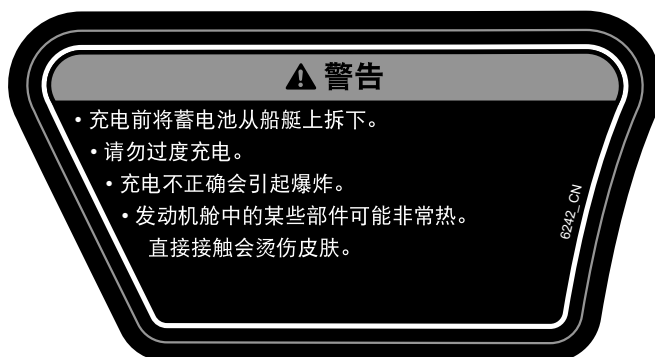 警告
• 充电前将蓄电池从船艇上拆下。
• 请勿过度充电。
• 充电不正确会引起爆炸。
• 发动机舱中的某些部件可能非常热。
直接接触会烫伤皮肤。
6242_CN